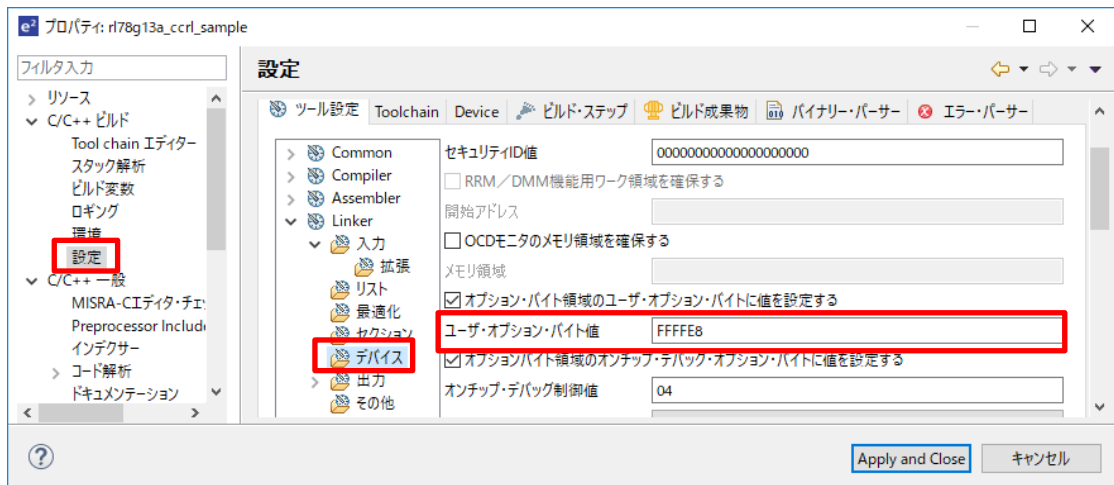 e² プロパティ: rl78g13a_ccrl_sample
フィルタ入力
リソース
C/C++ ビルド
Tool chain エディター
スタック解析
ビルド変数
ロギング
環境
設定
C/C++ 一般
MISRA-CIエディタ・チェ
Preprocessor Include
インデクサー
コード解析
ドキュメンテーション
設定
ツール設定 Toolchain Device ビルド・ステップ ビルド成果物 バイナリー・パーサー エラー・パーサー
Common
Compiler
Assembler
Linker
入力
拡張
リスト
最適化
セクション
デバイス
出力
その他
セキュリティID値 00000000000000000000
RRM/DMM機能用ワーク領域を確保する
開始アドレス
OCDモニタのメモリ領域を確保する
メモリ領域
オプション・バイト領域のユーザ・オプション・バイトに値を設定する
ユーザ・オプション・バイト値 FFFFE8
オプションバイト領域のオンチップ・デバッグ・オプション・バイトに値を設定する
オンチップ・デバッグ制御値 04
Apply and Close キャンセル